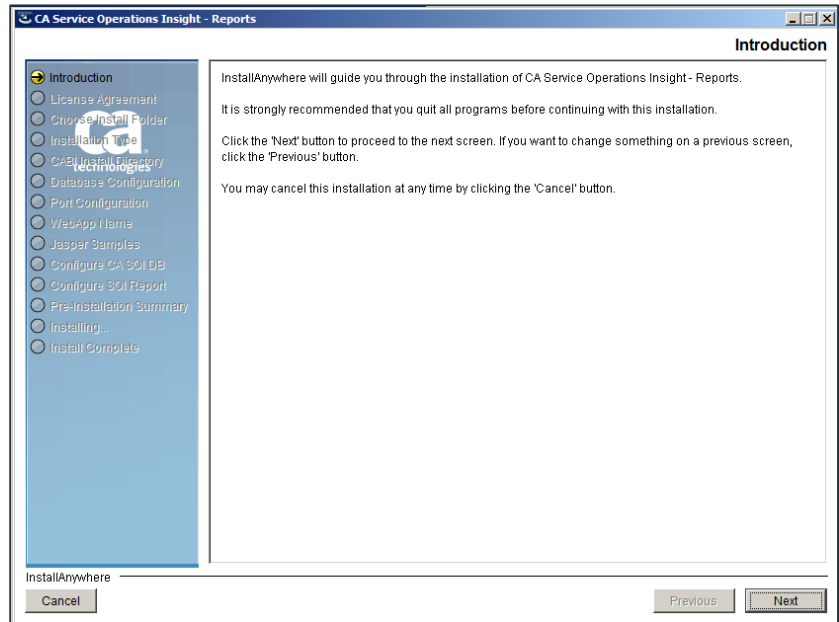 CA Service Operations Insight - Reports
Introduction
Introduction
License Agreement
Choose Install Folder
Installation Type
CABI Install Directory
Database Configuration
Port Configuration
WebApp Name
Jasper Samples
Configure CA SOI DB
Configure SOI Report
Pre-Installation Summary
Installing...
Install Complete
ca
technologies
InstallAnywhere will guide you through the installation of CA Service Operations Insight - Reports.
It is strongly recommended that you quit all programs before continuing with this installation.
Click the 'Next' button to proceed to the next screen. If you want to change something on a previous screen,
click the 'Previous' button.
You may cancel this installation at any time by clicking the 'Cancel' button.
InstallAnywhere
Cancel
Previous
Next